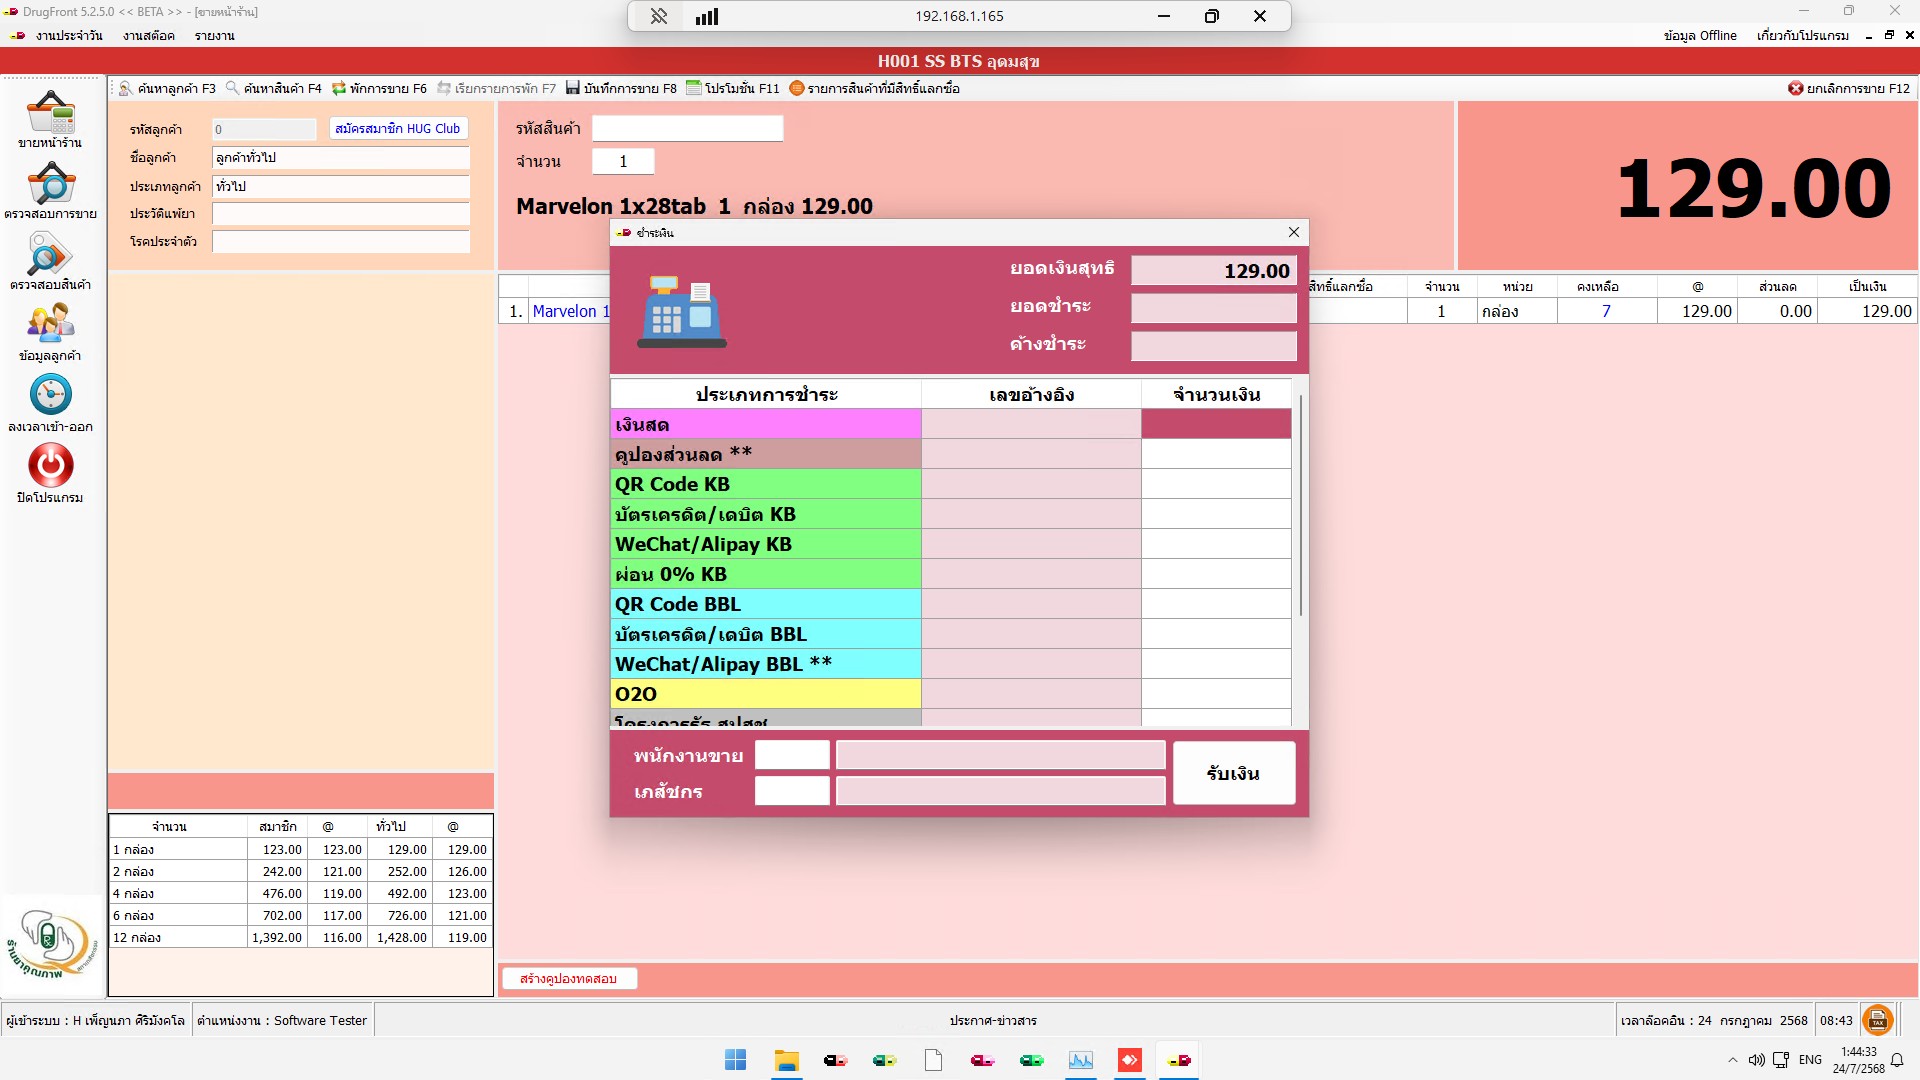 DrugFront 5.2.5.0 << BETA >> - [ขายหน้าร้าน]
192.168.1.165
งานประจำวัน งานสต๊อค รายงาน
ข้อมูล Offline เกี่ยวกับโปรแกรม
H001 SS BTS อุดมสุข
ค้นหาลูกค้า F3 ค้นหาสินค้า F4 พักการขาย F6 เรียกรายการพัก F7 บันทึกการขาย F8 โปรโมชั่น F11 รายการสินค้าที่มีสิทธิ์แลกซื้อ ยกเลิกการขาย F12
ขายหน้าร้าน
ตรวจสอบการขาย
ตรวจสอบสินค้า
ข้อมูลลูกค้า
ลงเวลาเข้า-ออก
ปิดโปรแกรม
ร้านยาคุณภาพ
รหัสลูกค้า 0 สมัครสมาชิก HUG Club
ชื่อลูกค้า ลูกค้าทั่วไป
ประเภทลูกค้า ทั่วไป
ประวัติแพ้ยา
โรคประจำตัว
รหัสสินค้า
จำนวน 1
Marvelon 1x28tab 1 กล่อง 129.00
129.00
สิทธิ์แลกซื้อ จำนวน หน่วย คงเหลือ @ ส่วนลด เป็นเงิน
1. Marvelon 1 1 กล่อง 7 129.00 0.00 129.00
ชำระเงิน
ยอดเงินสุทธิ 129.00
ยอดชำระ
ค้างชำระ
ประเภทการชำระ เลขอ้างอิง จำนวนเงิน
เงินสด
คูปองส่วนลด **
QR Code KB
บัตรเครดิต/เดบิต KB
WeChat/Alipay KB
ผ่อน 0% KB
QR Code BBL
บัตรเครดิต/เดบิต BBL
WeChat/Alipay BBL **
O2O
โครงการรัฐ สปสช
พนักงานขาย
เภสัชกร
รับเงิน
จำนวน สมาชิก @ ทั่วไป @
1 กล่อง 123.00 123.00 129.00 129.00
2 กล่อง 242.00 121.00 252.00 126.00
4 กล่อง 476.00 119.00 492.00 123.00
6 กล่อง 702.00 117.00 726.00 121.00
12 กล่อง 1,392.00 116.00 1,428.00 119.00
สร้างคูปองทดสอบ
ผู้เข้าระบบ : H เพ็ญนภา ศิริมังคโล ตำแหน่งงาน : Software Tester ประกาศ-ข่าวสาร เวลาล๊อคอิน : 24 กรกฎาคม 2568 08:43 TAX
ENG 1:44:33
24/7/2568